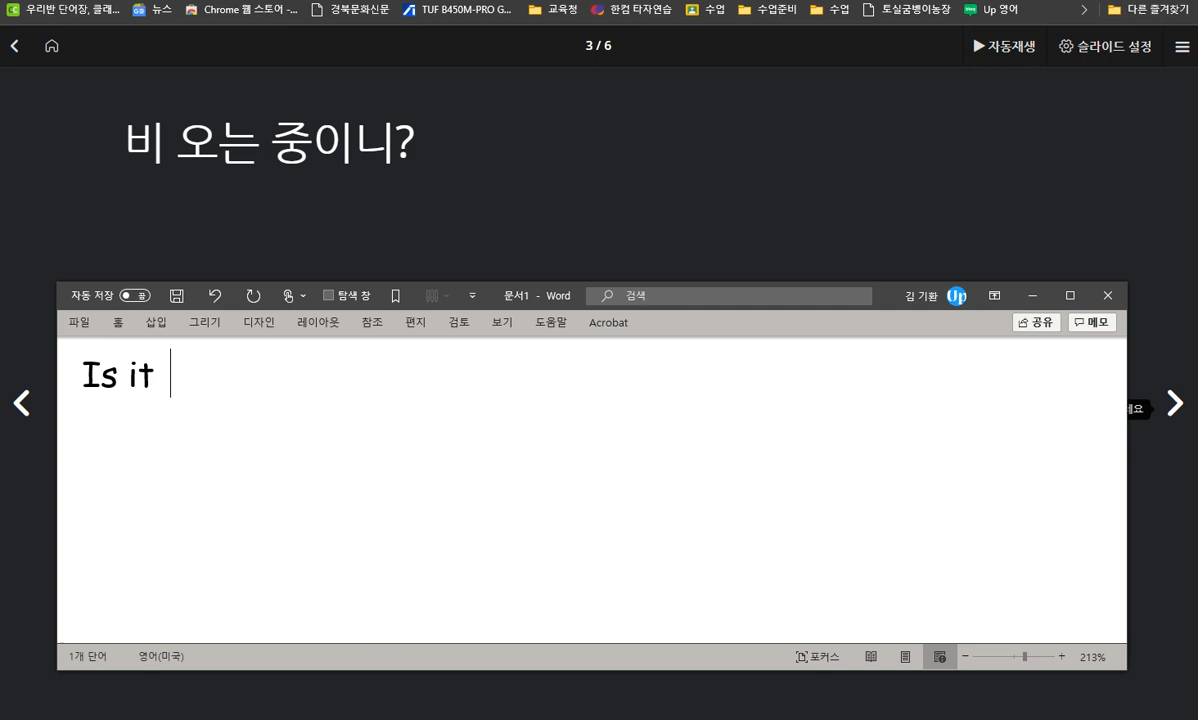 우리반 단어장, 클래... 뉴스 Chrome 웹 스토어 -... 경북문화신문 TUF B450M-PRO G... 교육청 한컴 타자연습 수업 수업준비 수업 토실굼벵이농장 Up 영어 다른 즐겨찾기
3 / 6 자동재생 슬라이드 설정
비 오는 중이니?
자동 저장 끔 탐색 창 문서1 - Word 검색 김 기환 Up
파일 홈 삽입 그리기 디자인 레이아웃 참조 편지 검토 보기 도움말 Acrobat 공유 메모
Is it
1개 단어 영어(미국) 포커스 213%